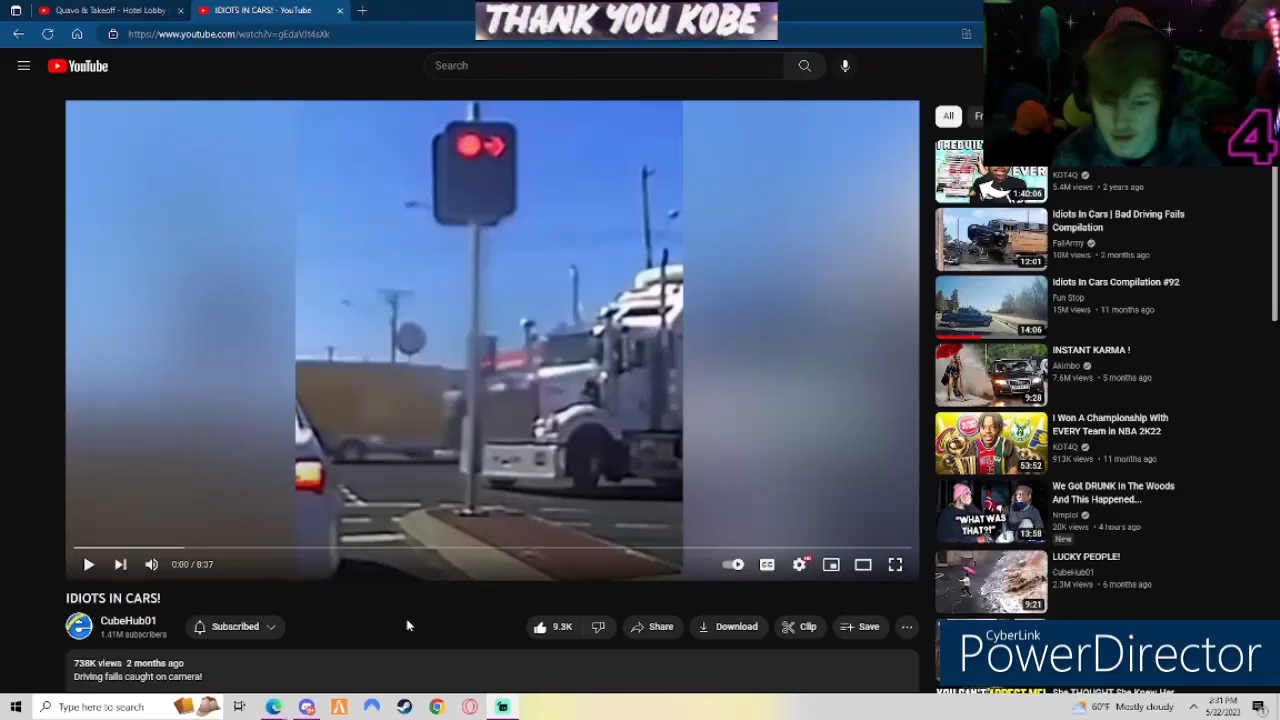 Quavo & Takeoff - Hotel Lobby
IDIOTS IN CARS! - YouTube
THANK YOU KOBE
YouTube
Search
4
All
KOT4Q
5.4M views • 2 years ago
1:40:06
Idiots In Cars | Bad Driving Fails
Compilation
FailArmy
10M views • 2 months ago
12:01
Idiots In Cars Compilation #92
Fun Stop
15M views • 11 months ago
14:06
INSTANT KARMA !
Akimbo
7.6M views • 5 months ago
9:28
I Won A Championship With
EVERY Team in NBA 2K22
KOT4Q
913K views • 11 months ago
53:52
We Got DRUNK In The Woods
And This Happened...
Nmplol
20K views • 4 hours ago
New
"WHAT WAS
THAT?!"
13:58
LUCKY PEOPLE!
CubeHub01
2.3M views • 6 months ago
9:21
0:00 / 8:37
CC
HD
IDIOTS IN CARS!
CubeHub01
1.41M subscribers
Subscribed
9.3K
Share
Download
Clip
Save
738K views 2 months ago
Driving fails caught on camera!
CyberLink
PowerDirector
Type here to search
60°F Mostly cloudy
2:31 PM
5/22/2023